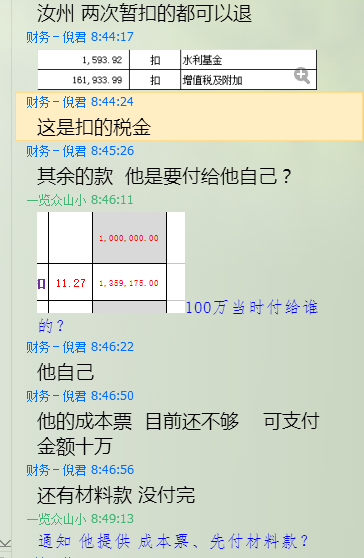 汝州 两次暂扣的都可以退
财务－倪君 8:44:17
1,593.92 扣 水利基金
161,933.99 扣 增值税及附加
财务－倪君 8:44:24
这是扣的税金
财务－倪君 8:45:26
其余的款 他是要付给他自己？
一览众山小 8:46:11
1,000,000.00
11.27 1,359,175.00
100万当时付给谁
的？
财务－倪君 8:46:22
他自己
财务－倪君 8:46:50
他的成本票 目前还不够 可支付
金额十万
财务－倪君 8:46:56
还有材料款 没付完
一览众山小 8:49:13
通知 他提供 成本票、先付材料款？